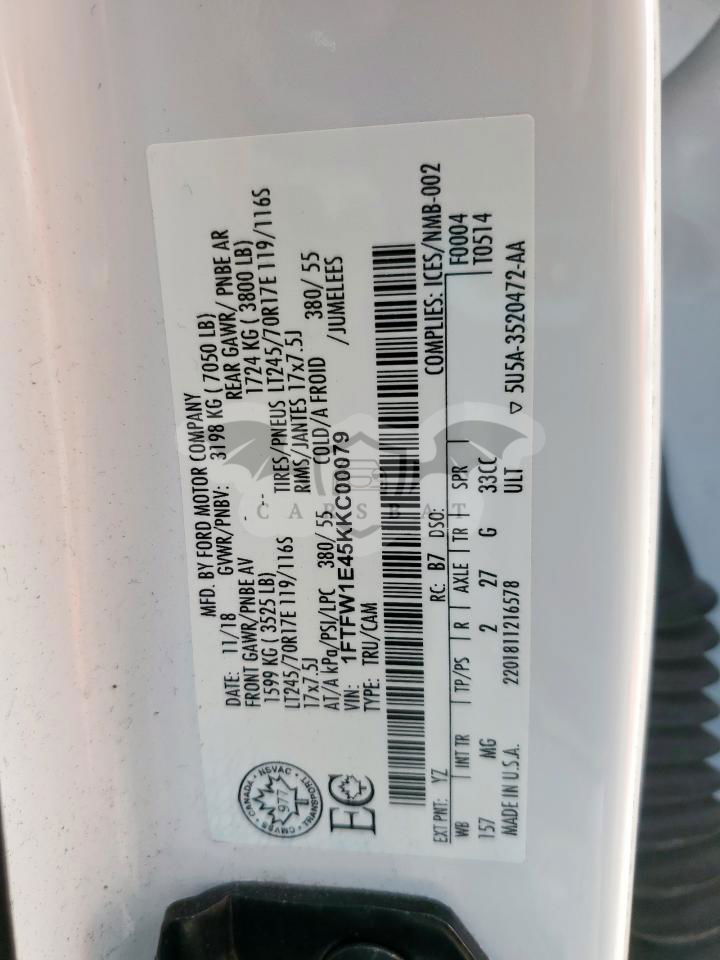 MFD. BY FORD MOTOR COMPANY
DATE: 11/18 GVWR/PNBV: 3198 KG ( 7050 LB)
FRONT GAWR/PNBE AV REAR GAWR/ PNBE AR
1599 KG ( 3525 LB) - -- 1724 KG ( 3800 LB)
LT245/70R17E 119/116S TIRES/PNEUS LT245/70R17E 119/116S
17x7.5J RIMS/JANTES 17x7.5J
AT/A kPa/PSI/LPC 380/ 55 COLD/A FROID 380/ 55
VIN: 1FTFW1E45KKC00079 /JUMELEES
TYPE: TRU/CAM
COMPLIES: ICES/NMB-002
EXT PNT: YZ RC: B7 DSO: F0004
WB INT TR TP/PS R AXLE TR SPR T0514
157 MG 2 27 G 33CC
MADE IN U.S.A. 2201811216578 ULT ▽ 5U5A-3520472-AA
CANADA · NSVAC · TRANSPORT · CMVSS
977
EC
CARSBAT